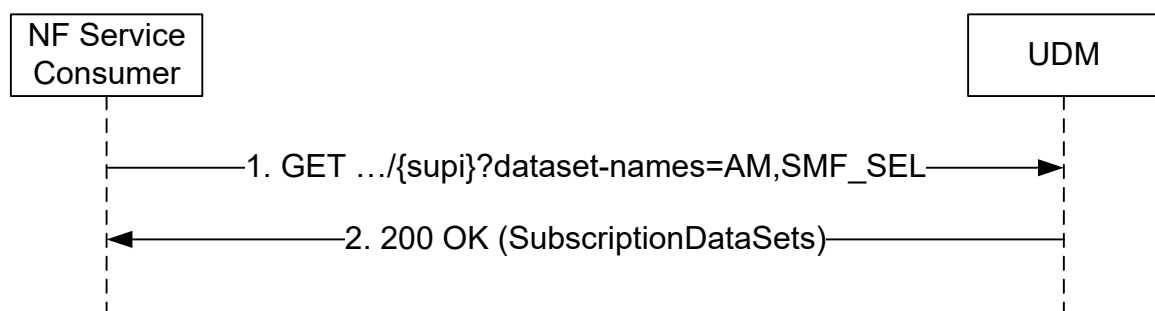 NF Service
Consumer
UDM
1. GET …/{supi}?dataset-names=AM,SMF_SEL
2. 200 OK (SubscriptionDataSets)